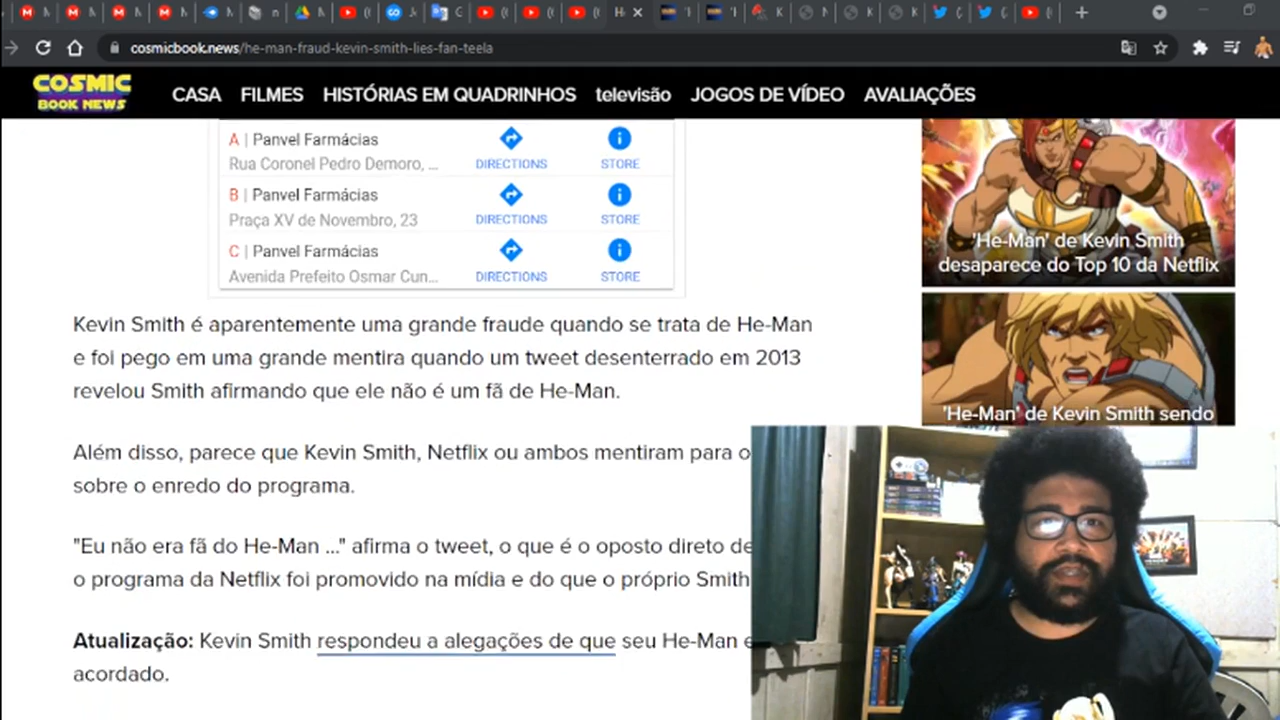 cosmicbook.news/he-man-fraud-kevin-smith-lies-fan-teela
COSMIC
BOOK NEWS
CASA FILMES HISTÓRIAS EM QUADRINHOS televisão JOGOS DE VÍDEO AVALIAÇÕES
A | Panvel Farmácias
Rua Coronel Pedro Demoro, ...
DIRECTIONS
STORE
B | Panvel Farmácias
Praça XV de Novembro, 23
DIRECTIONS
STORE
C | Panvel Farmácias
Avenida Prefeito Osmar Cun...
DIRECTIONS
STORE
Kevin Smith é aparentemente uma grande fraude quando se trata de He-Man
e foi pego em uma grande mentira quando um tweet desenterrado em 2013
revelou Smith afirmando que ele não é um fã de He-Man.
Além disso, parece que Kevin Smith, Netflix ou ambos mentiram para o
sobre o enredo do programa.
"Eu não era fã do He-Man ..." afirma o tweet, o que é o oposto direto de
o programa da Netflix foi promovido na mídia e do que o próprio Smith
Atualização: Kevin Smith respondeu a alegações de que seu He-Man e
acordado.
'He-Man' de Kevin Smith
desaparece do Top 10 da Netflix
'He-Man' de Kevin Smith sendo